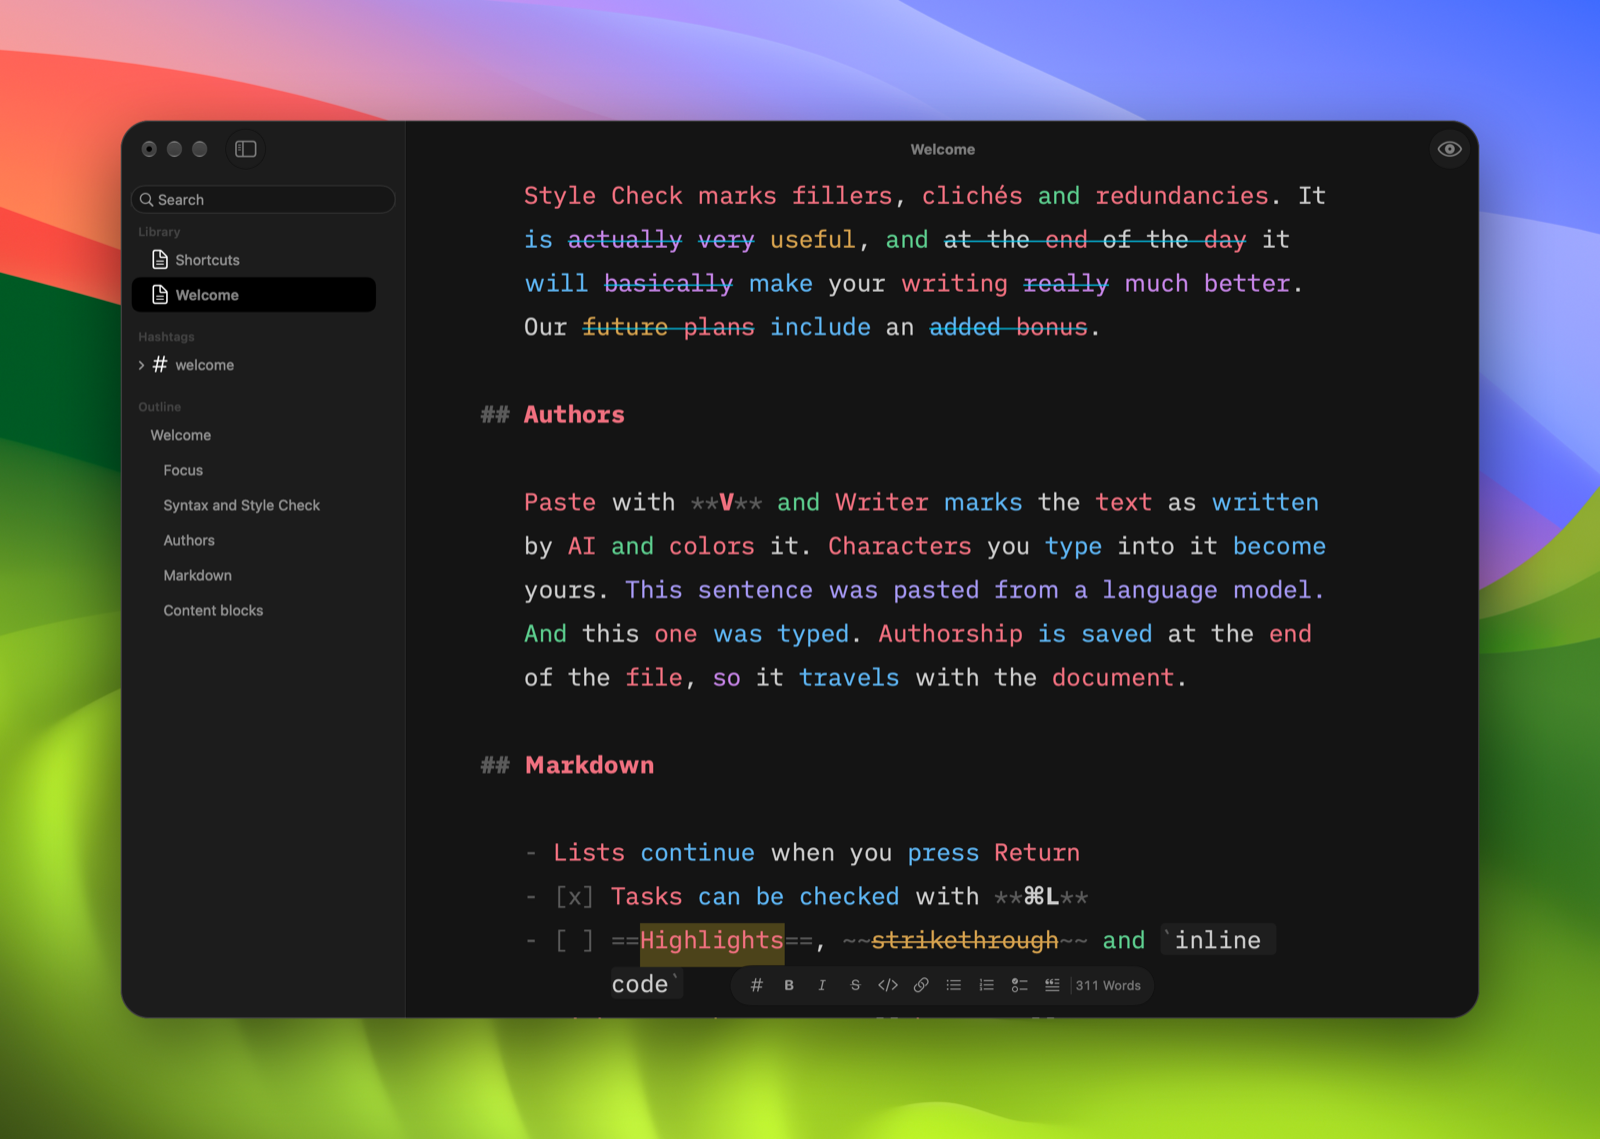 Welcome
Search
Library
Shortcuts
Welcome
Hashtags
# welcome
Outline
Welcome
Focus
Syntax and Style Check
Authors
Markdown
Content blocks
Style Check marks fillers, clichés and redundancies. It
is actually very useful, and at the end of the day it
will basically make your writing really much better.
Our future plans include an added bonus.
## Authors
Paste with **V** and Writer marks the text as written
by AI and colors it. Characters you type into it become
yours. This sentence was pasted from a language model.
And this one was typed. Authorship is saved at the end
of the file, so it travels with the document.
## Markdown
- Lists continue when you press Return
- [x] Tasks can be checked with **⌘L**
- [ ] ==Highlights==, ~~strikethrough~~ and `inline
code`
# B I S </> 311 Words